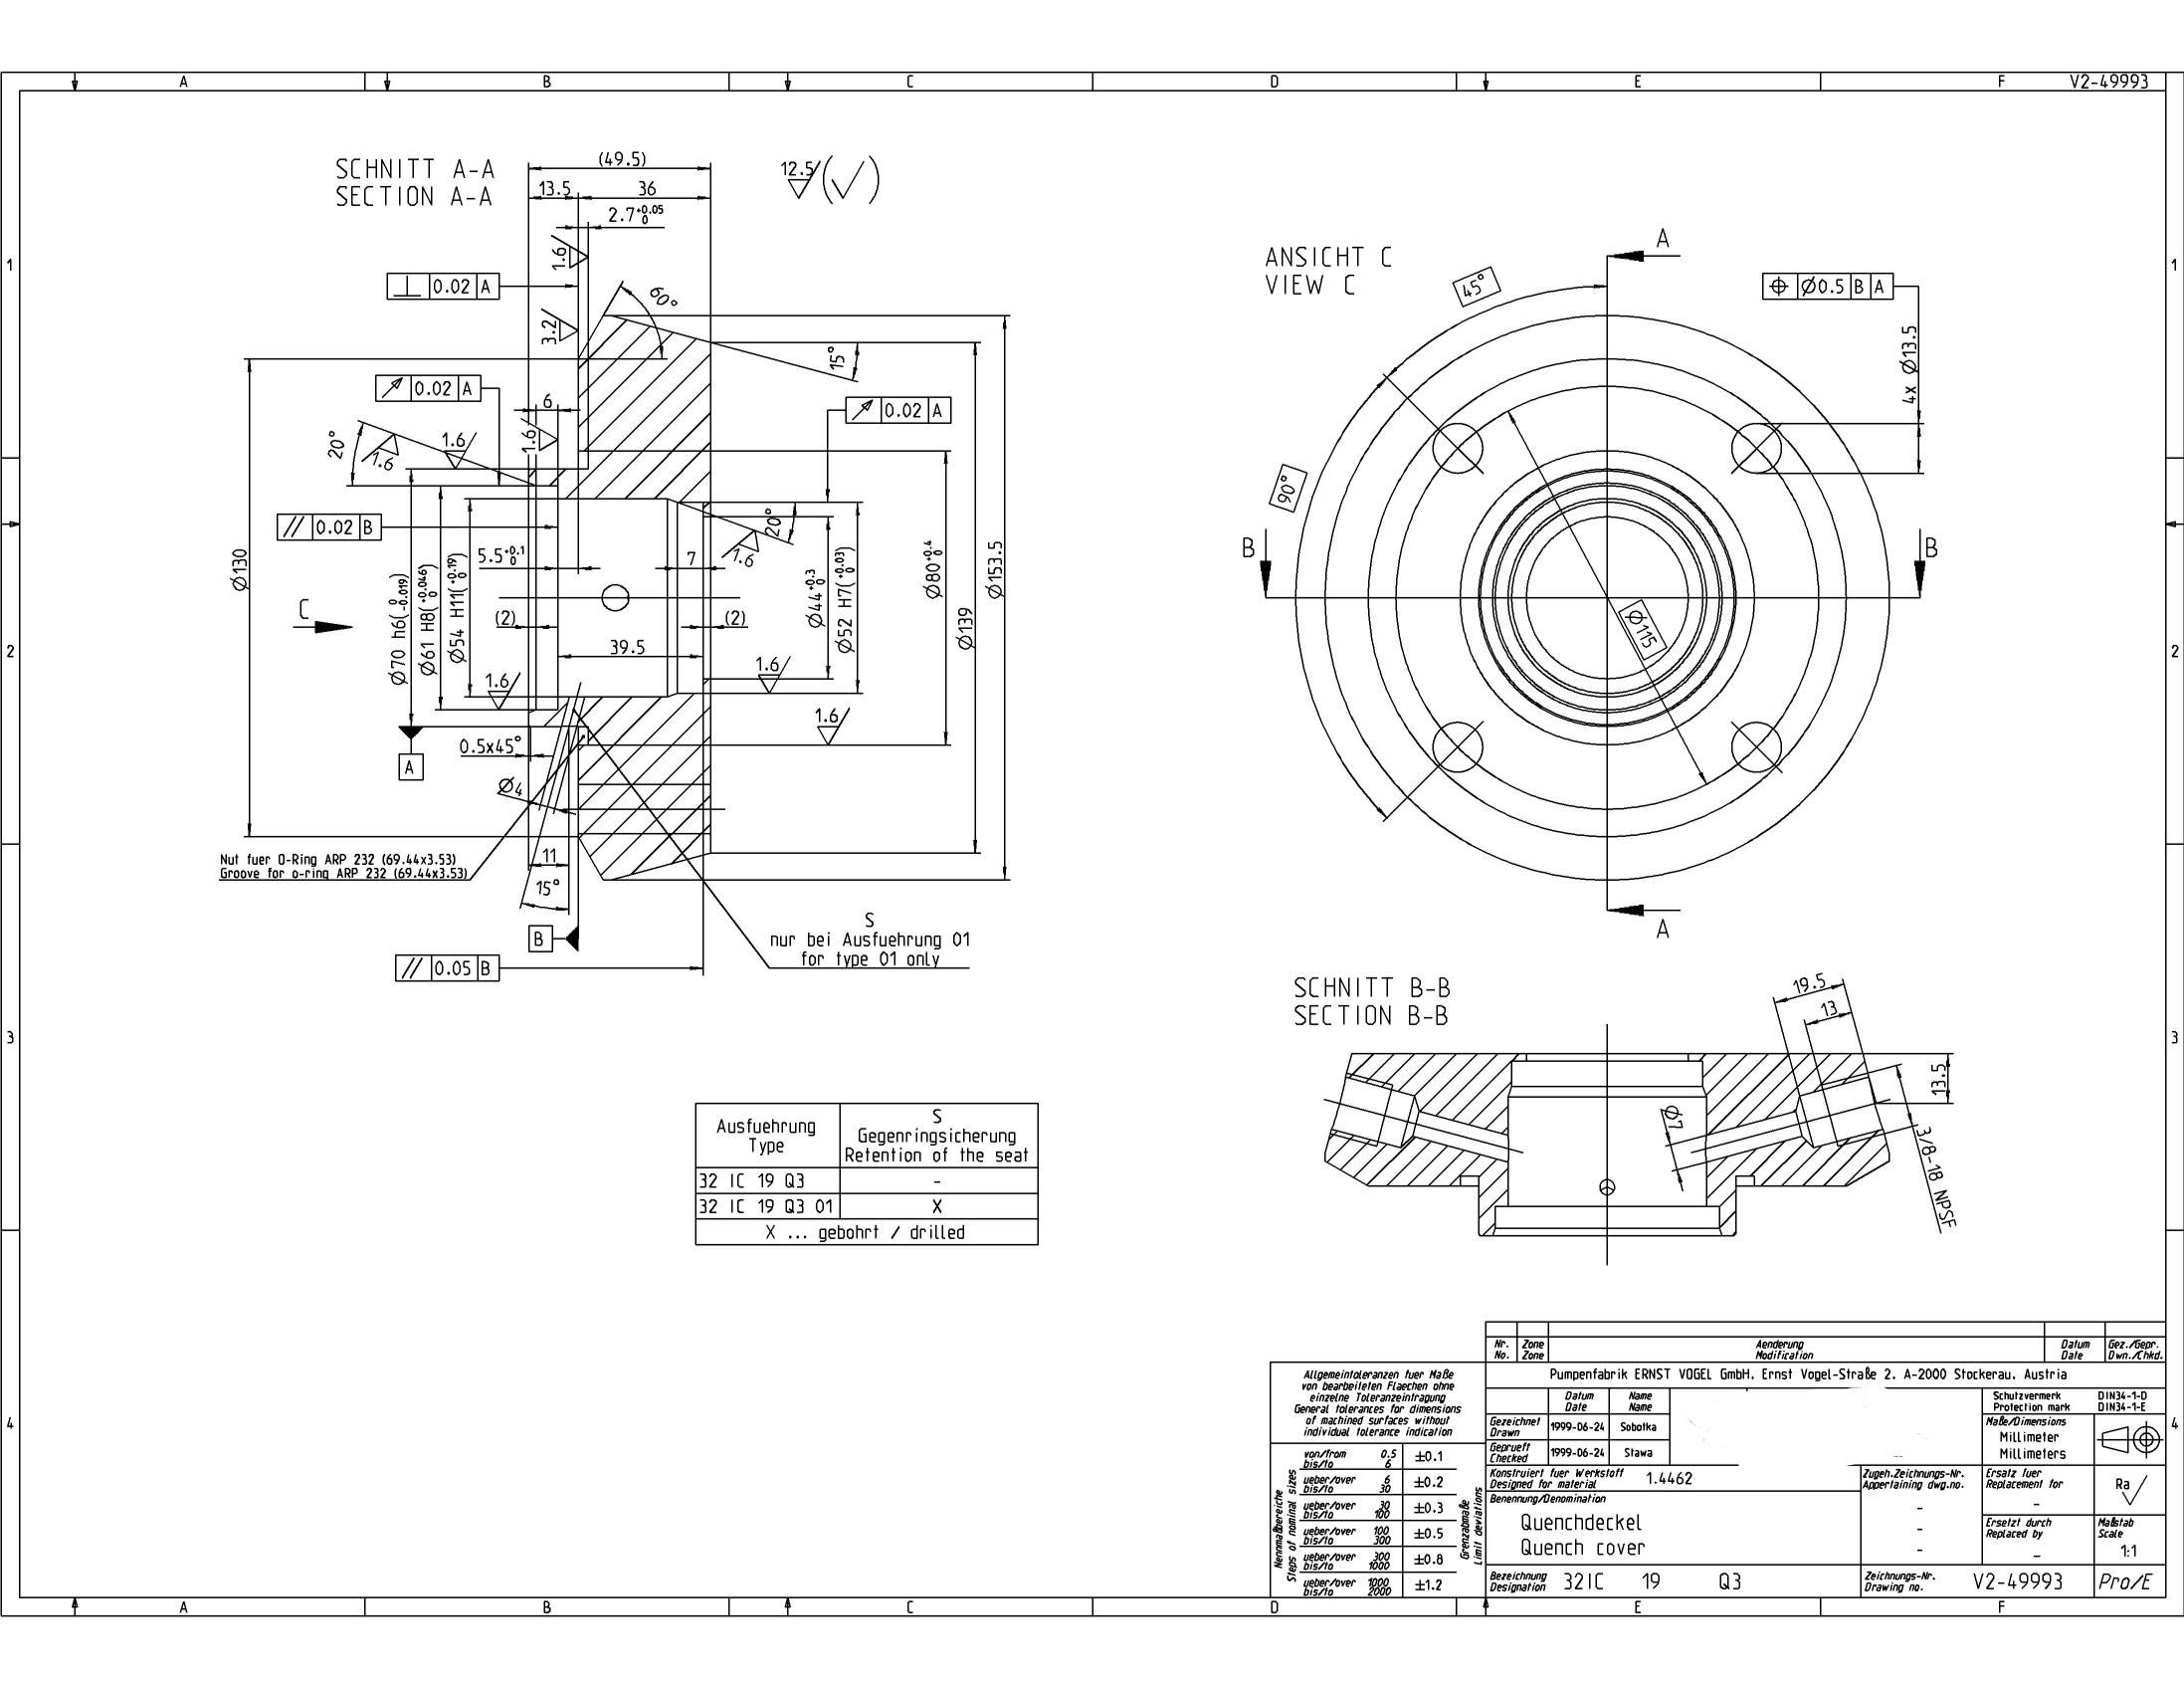 A B C D E F V2-49993
SCHNITT A-A
SECTION A-A
(49.5)
13.5 36
2.7 +0.05 0
12.5 ( )
1.6
⊥ 0.02 A
3.2
60°
15°
↗ 0.02 A
6
↗ 0.02 A
20°
1.6
1.6
1.6
// 0.02 B
5.5 +0.1 0
7
20°
1.6
Ø130
C
Ø70 h6( 0 -0.019)
Ø61 H8(+0.046 0)
Ø54 H11(+0.19 0)
(2)
(2)
39.5
Ø44 +0.3 0
Ø52 H7(+0.03 0)
Ø80 +0.4 0
Ø139
Ø153.5
1.6
1.6
1.6
A
0.5x45°
Ø4
Nut fuer O-Ring ARP 232 (69.44x3.53)
Groove for o-ring ARP 232 (69.44x3.53)
11
15°
B
// 0.05 B
S
nur bei Ausfuehrung 01
for type 01 only
ANSICHT C
VIEW C
A
45°
⌖ Ø0.5 B A
4x Ø13.5
90°
B B
Ø115
A
SCHNITT B-B
SECTION B-B
19.5
13
13.5
Ø7
3/8-18 NPSF
Ausfuehrung
Type
S
Gegenringsicherung
Retention of the seat
32 IC 19 Q3 -
32 IC 19 Q3 01 X
X ... gebohrt / drilled
1 1
2 2
3 3
4 4
Nr. Zone Aenderung Datum Gez./Gepr.
No. Zone Modification Date Dwn./Chkd.
Allgemeintoleranzen fuer Maße
von bearbeiteten Flaechen ohne
einzelne Toleranzeintragung
General tolerances for dimensions
of machined surfaces without
individual tolerance indication
Nennmaßbereiche
Steps of nominal sizes
von/from 0.5
bis/to 6 ±0.1
ueber/over 6
bis/to 30 ±0.2
ueber/over 30
bis/to 100 ±0.3
ueber/over 100
bis/to 300 ±0.5
ueber/over 300
bis/to 1000 ±0.8
ueber/over 1000
bis/to 2000 ±1.2
Grenzabmaße
Limit deviations
Pumpenfabrik ERNST VOGEL GmbH. Ernst Vogel-Straße 2. A-2000 Stockerau. Austria
Datum Name
Date Name
Gezeichnet
Drawn 1999-06-24 Sobotka
Geprueft
Checked 1999-06-24 Stawa
Schutzvermerk DIN34-1-D
Protection mark DIN34-1-E
Maße/Dimensions
Millimeter
Millimeters
Konstruiert fuer Werkstoff
Designed for material 1.4462
Zugeh.Zeichnungs-Nr.
Appertaining dwg.no.
-
-
-
Ersatz fuer
Replacement for
-
Ra
Benennung/Denomination
Quenchdeckel
Quench cover
Ersetzt durch
Replaced by
-
Maßstab
Scale
1:1
Bezeichnung
Designation 32IC 19 Q3
Zeichnungs-Nr.
Drawing no. V2-49993
Pro/E
A B C D E F